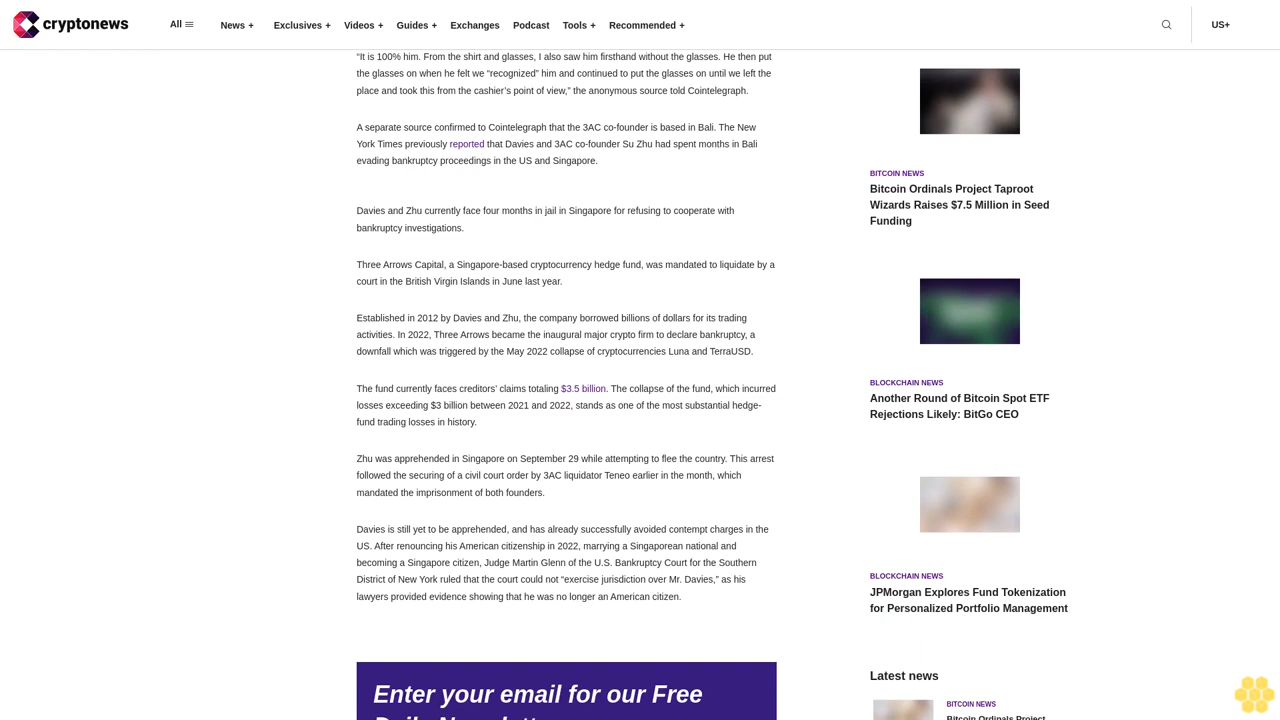 cryptonews
All
News +
Exclusives +
Videos +
Guides +
Exchanges
Podcast
Tools +
Recommended +
US+
“It is 100% him. From the shirt and glasses, I also saw him firsthand without the glasses. He then put
the glasses on when he felt we “recognized” him and continued to put the glasses on until we left the
place and took this from the cashier’s point of view,” the anonymous source told Cointelegraph.
A separate source confirmed to Cointelegraph that the 3AC co-founder is based in Bali. The New
York Times previously reported that Davies and 3AC co-founder Su Zhu had spent months in Bali
evading bankruptcy proceedings in the US and Singapore.
Davies and Zhu currently face four months in jail in Singapore for refusing to cooperate with
bankruptcy investigations.
Three Arrows Capital, a Singapore-based cryptocurrency hedge fund, was mandated to liquidate by a
court in the British Virgin Islands in June last year.
Established in 2012 by Davies and Zhu, the company borrowed billions of dollars for its trading
activities. In 2022, Three Arrows became the inaugural major crypto firm to declare bankruptcy, a
downfall which was triggered by the May 2022 collapse of cryptocurrencies Luna and TerraUSD.
The fund currently faces creditors’ claims totaling $3.5 billion. The collapse of the fund, which incurred
losses exceeding $3 billion between 2021 and 2022, stands as one of the most substantial hedge-
fund trading losses in history.
Zhu was apprehended in Singapore on September 29 while attempting to flee the country. This arrest
followed the securing of a civil court order by 3AC liquidator Teneo earlier in the month, which
mandated the imprisonment of both founders.
Davies is still yet to be apprehended, and has already successfully avoided contempt charges in the
US. After renouncing his American citizenship in 2022, marrying a Singaporean national and
becoming a Singapore citizen, Judge Martin Glenn of the U.S. Bankruptcy Court for the Southern
District of New York ruled that the court could not “exercise jurisdiction over Mr. Davies,” as his
lawyers provided evidence showing that he was no longer an American citizen.
Enter your email for our Free
Daily Newsletter
BITCOIN NEWS
Bitcoin Ordinals Project Taproot
Wizards Raises $7.5 Million in Seed
Funding
BLOCKCHAIN NEWS
Another Round of Bitcoin Spot ETF
Rejections Likely: BitGo CEO
BLOCKCHAIN NEWS
JPMorgan Explores Fund Tokenization
for Personalized Portfolio Management
Latest news
BITCOIN NEWS
Bitcoin Ordinals Project